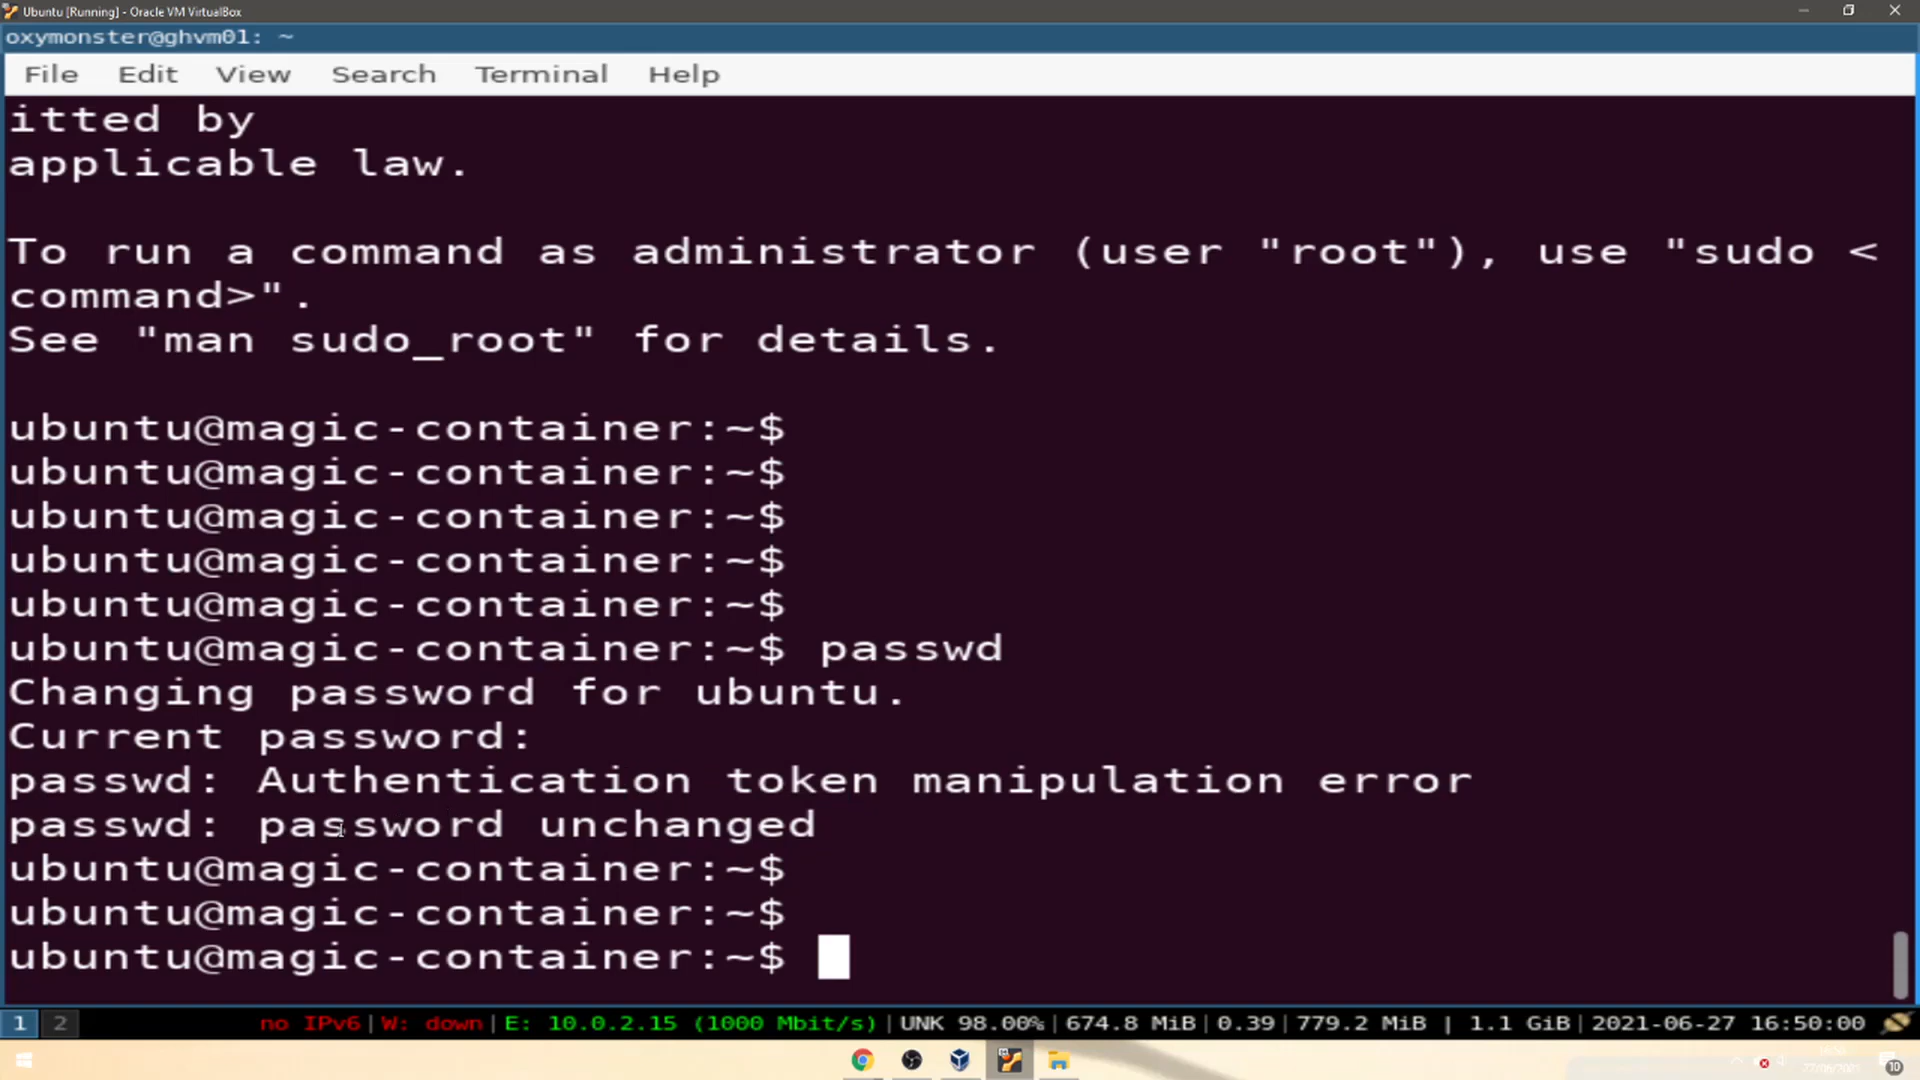 Ubuntu [Running] - Oracle VM VirtualBox
oxymonster@ghvm01: ~
File Edit View Search Terminal Help
itted by
applicable law.
To run a command as administrator (user "root"), use "sudo <
command>".
See "man sudo_root" for details.
ubuntu@magic-container:~$
ubuntu@magic-container:~$
ubuntu@magic-container:~$
ubuntu@magic-container:~$
ubuntu@magic-container:~$
ubuntu@magic-container:~$ passwd
Changing password for ubuntu.
Current password:
passwd: Authentication token manipulation error
passwd: password unchanged
ubuntu@magic-container:~$
ubuntu@magic-container:~$
ubuntu@magic-container:~$
1 2 no IPv6|W: down|E: 10.0.2.15 (1000 Mbit/s)|UNK 98.00%|674.8 MiB|0.39|779.2 MiB | 1.1 GiB|2021-06-27 16:50:00
10